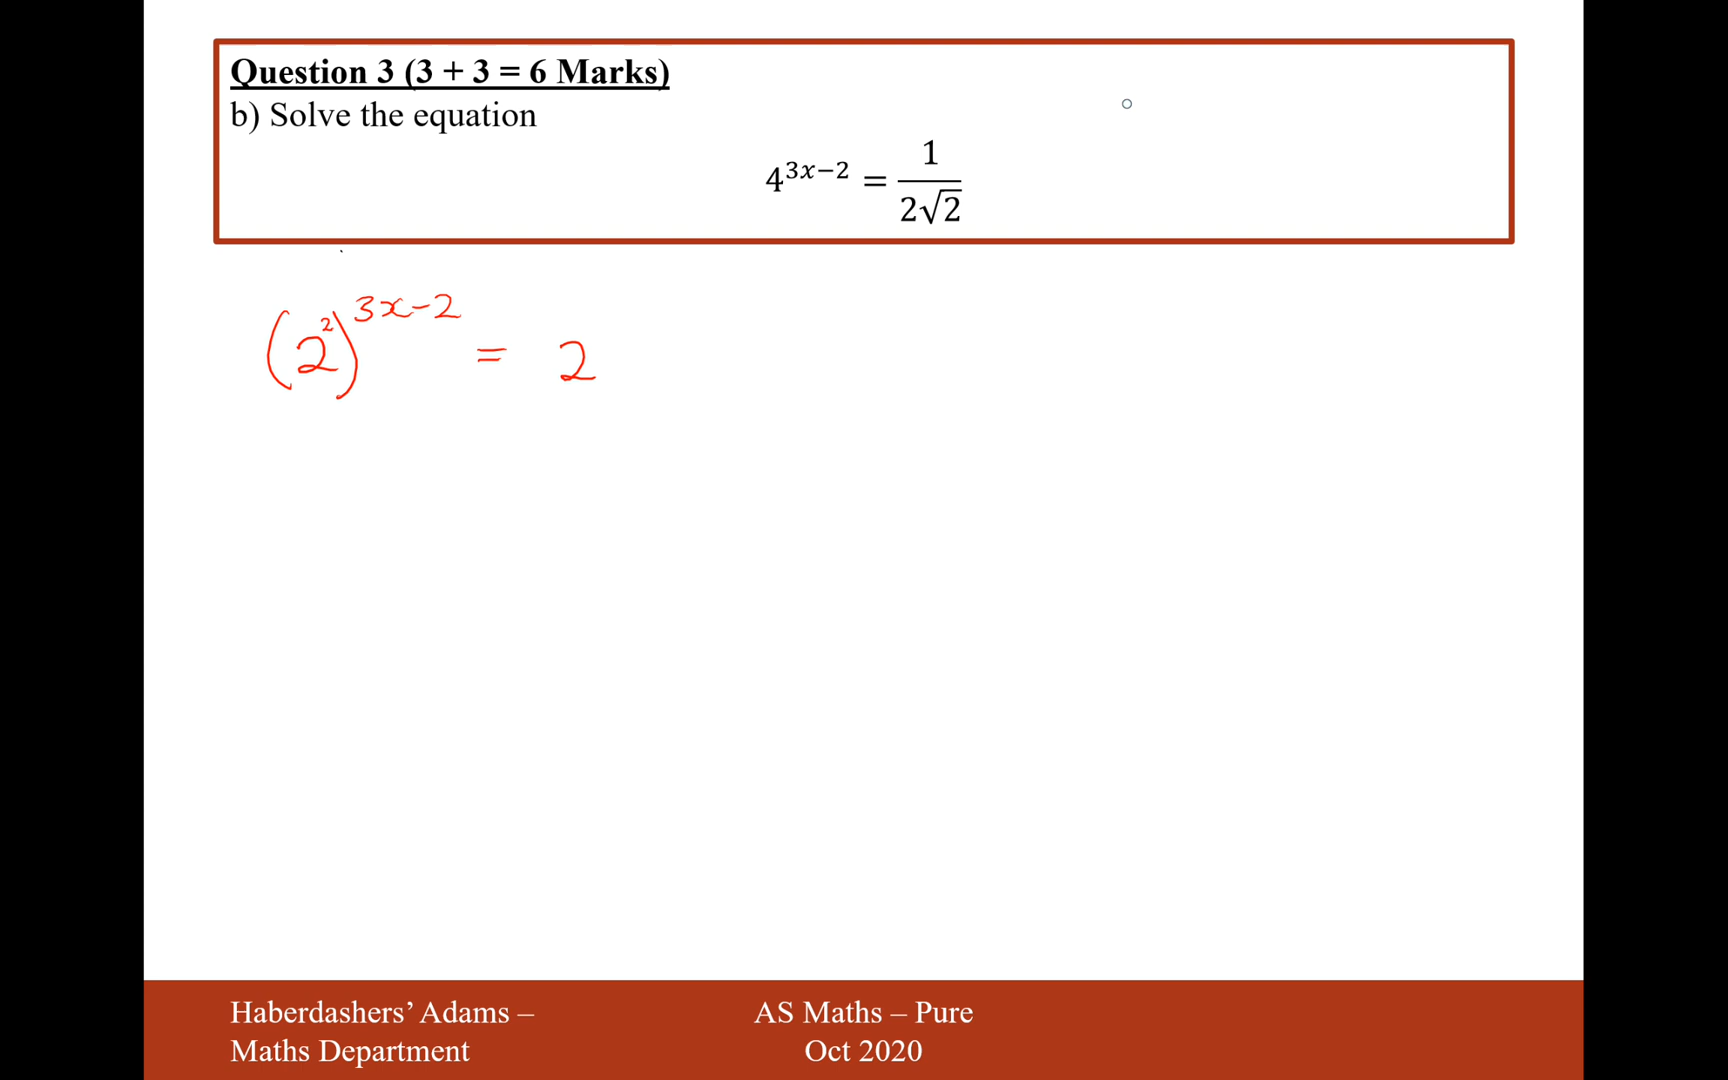 Question 3 (3 + 3 = 6 Marks)
b) Solve the equation
4^{3x−2} = \frac{1}{2√2}
(2^2)^{3x−2} = 2
Haberdashers’ Adams –
Maths Department
AS Maths – Pure
Oct 2020